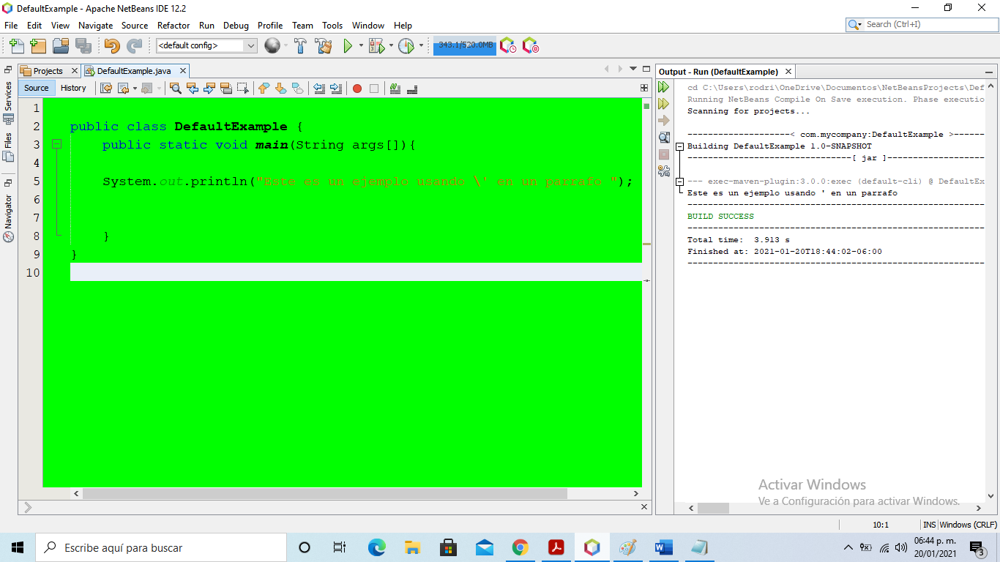 DefaultExample - Apache NetBeans IDE 12.2
File Edit View Navigate Source Refactor Run Debug Profile Team Tools Window Help
Search (Ctrl+I)
<default config>
343.1/520.0MB
Services
Files
Navigator
Projects
DefaultExample.java
Source History
1
2 public class DefaultExample {
3 public static void main(String args[]){
4
5 System.out.println("Este es un ejemplo usando \' en un parrafo ");
6
7
8 }
9 }
10
Output - Run (DefaultExample)
cd C:\Users\rodri\OneDrive\Documentos\NetBeansProjects\Def
Running NetBeans Compile On Save execution. Phase executio
Scanning for projects...
--------------------< com.mycompany:DefaultExample >------
Building DefaultExample 1.0-SNAPSHOT
--------------------------------[ jar ]-------------------
--- exec-maven-plugin:3.0.0:exec (default-cli) @ DefaultEx
Este es un ejemplo usando ' en un parrafo
----------------------------------------------------------
BUILD SUCCESS
----------------------------------------------------------
Total time:  3.913 s
Finished at: 2021-01-20T18:44:02-06:00
----------------------------------------------------------
Activar Windows
Ve a Configuración para activar Windows.
10:1 INS Windows (CRLF)
Escribe aquí para buscar
06:44 p. m.
20/01/2021
3